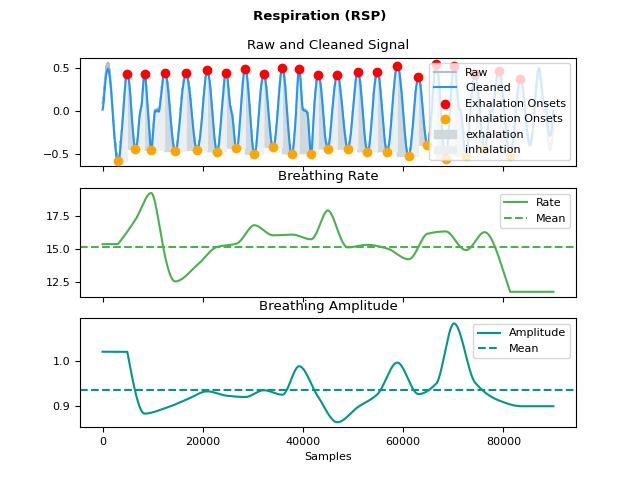 Respiration (RSP)
Raw and Cleaned Signal
0.5
0.0
−0.5
Raw
Cleaned
Exhalation Onsets
Inhalation Onsets
exhalation
inhalation
Breathing Rate
17.5
15.0
12.5
Rate
Mean
Breathing Amplitude
1.0
0.9
Amplitude
Mean
0 20000 40000 60000 80000
Samples